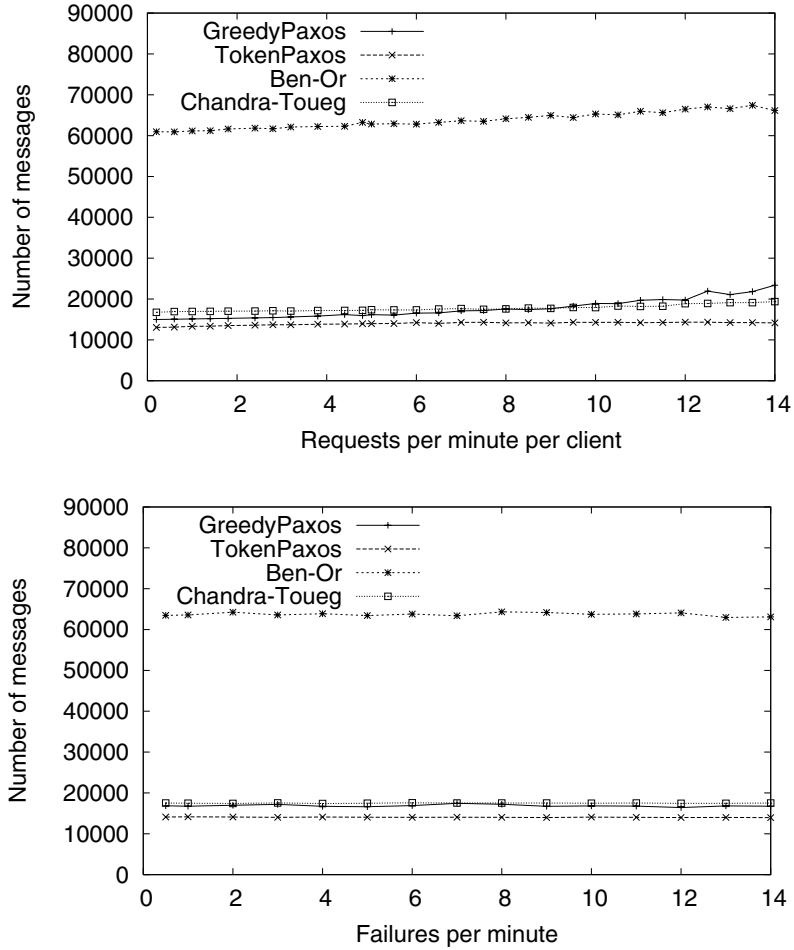 90000
80000
70000
60000
50000
40000
30000
20000
10000
0
Number of messages
GreedyPaxos
TokenPaxos
Ben-Or
Chandra-Toueg
0 2 4 6 8 10 12 14
Requests per minute per client
90000
80000
70000
60000
50000
40000
30000
20000
10000
0
Number of messages
GreedyPaxos
TokenPaxos
Ben-Or
Chandra-Toueg
0 2 4 6 8 10 12 14
Failures per minute